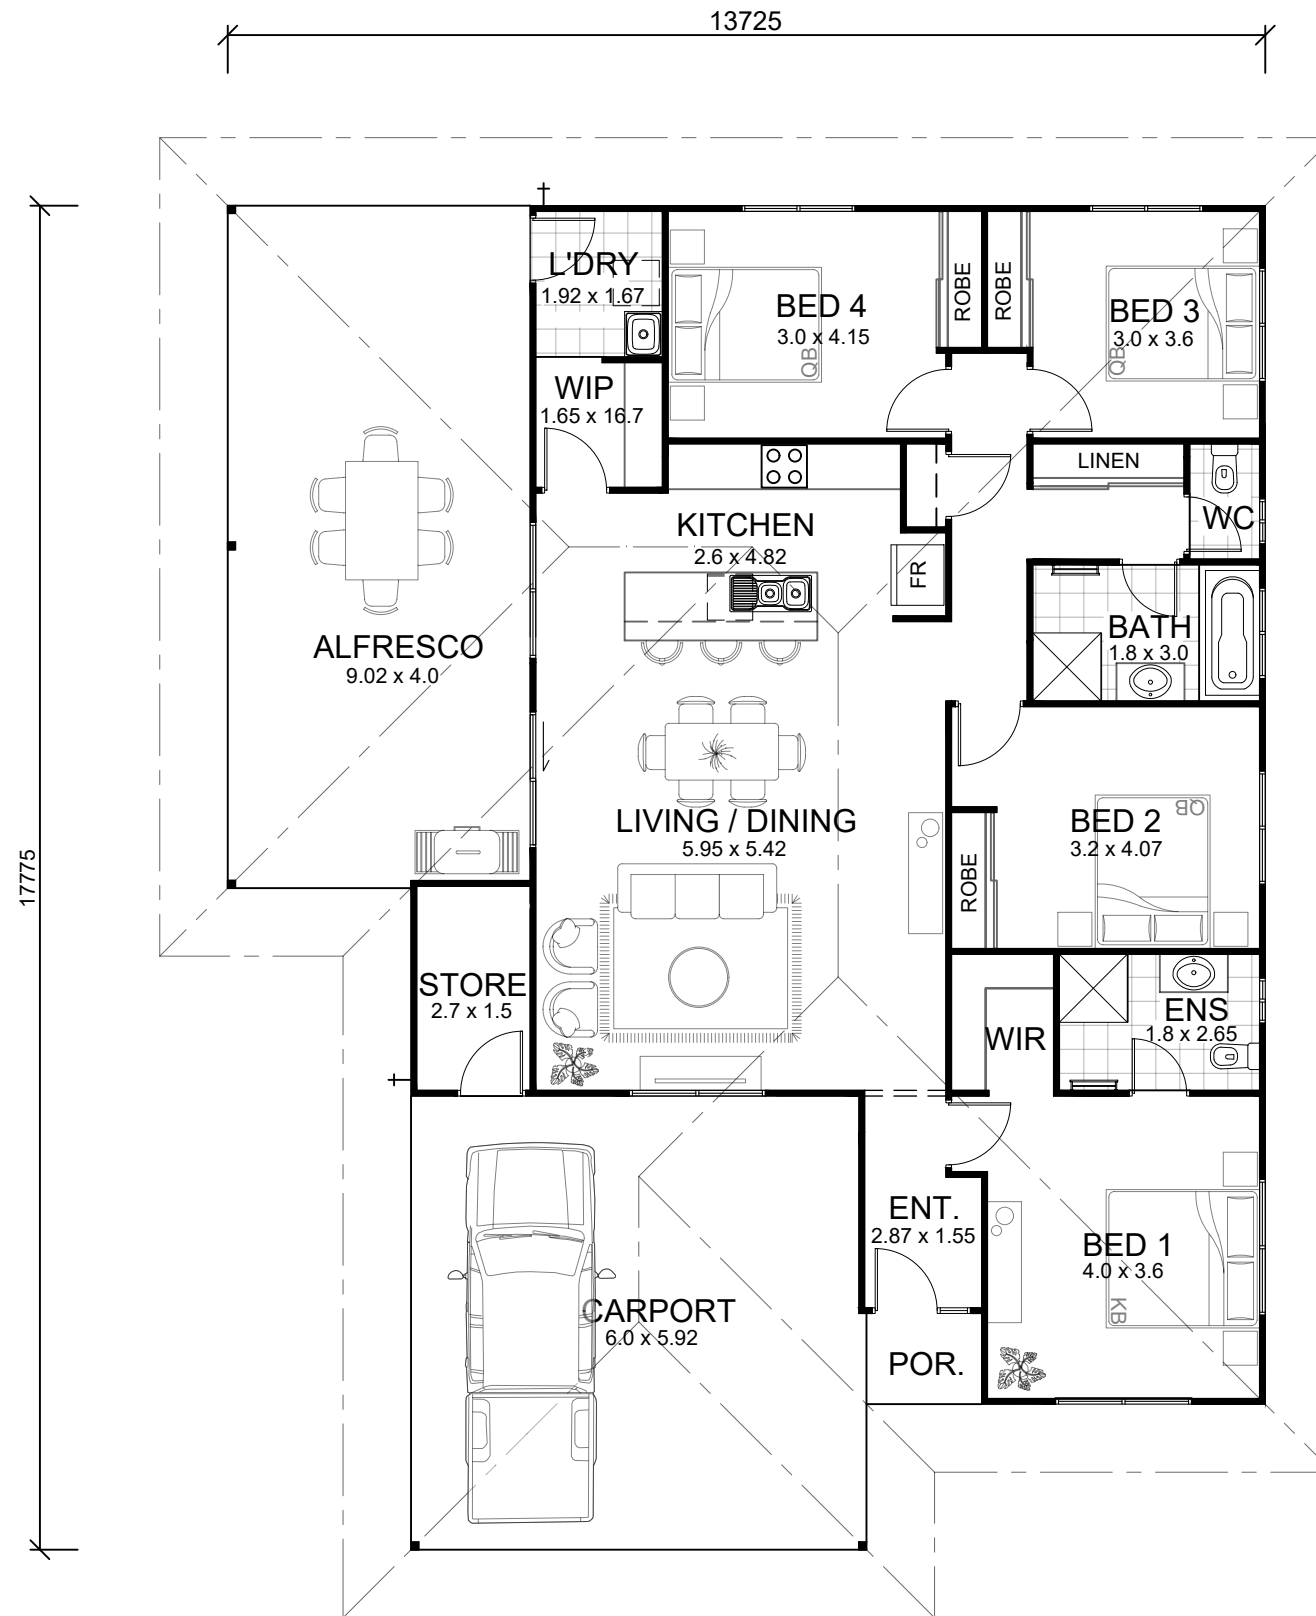 13725
L'DRY
1.92 x 1.67
BED 4
3.0 x 4.15
QB
ROBE
ROBE
BED 3
3.0 x 3.6
QB
WIP
1.65 x 16.7
LINEN
WC
KITCHEN
2.6 x 4.82
FR
ALFRESCO
9.02 x 4.0
BATH
1.8 x 3.0
LIVING / DINING
5.95 x 5.42
BED 2
3.2 x 4.07
QB
ROBE
17775
STORE
2.7 x 1.5
WIR
ENS
1.8 x 2.65
ENT.
2.87 x 1.55
BED 1
4.0 x 3.6
KB
CARPORT
6.0 x 5.92
POR.